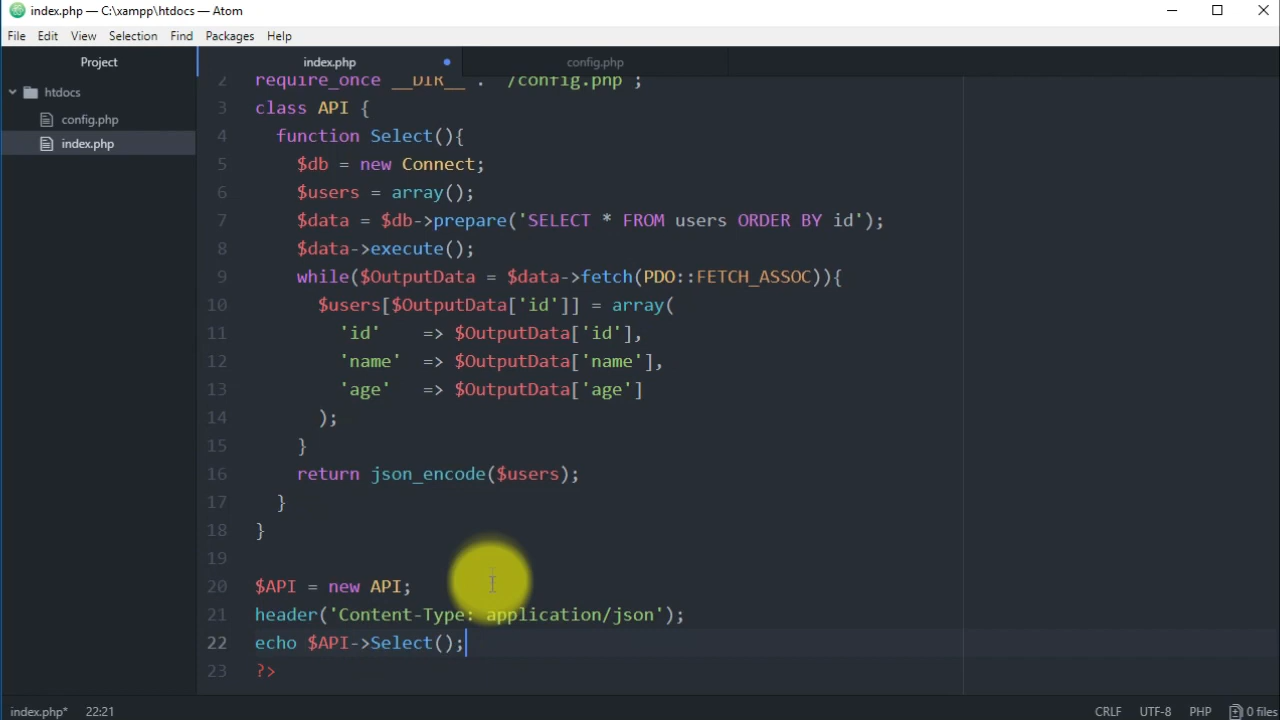 index.php — C:\xampp\htdocs — Atom
File Edit View Selection Find Packages Help
Project
index.php
config.php
htdocs
config.php
index.php
2 require_once __DIR__ . '/config.php';
3 class API {
4 function Select(){
5 $db = new Connect;
6 $users = array();
7 $data = $db->prepare('SELECT * FROM users ORDER BY id');
8 $data->execute();
9 while($OutputData = $data->fetch(PDO::FETCH_ASSOC)){
10 $users[$OutputData['id']] = array(
11 'id' => $OutputData['id'],
12 'name' => $OutputData['name'],
13 'age' => $OutputData['age']
14 );
15 }
16 return json_encode($users);
17 }
18 }
19
20 $API = new API;
21 header('Content-Type: application/json');
22 echo $API->Select();
23 ?>
index.php* 22:21 CRLF UTF-8 PHP 0 files